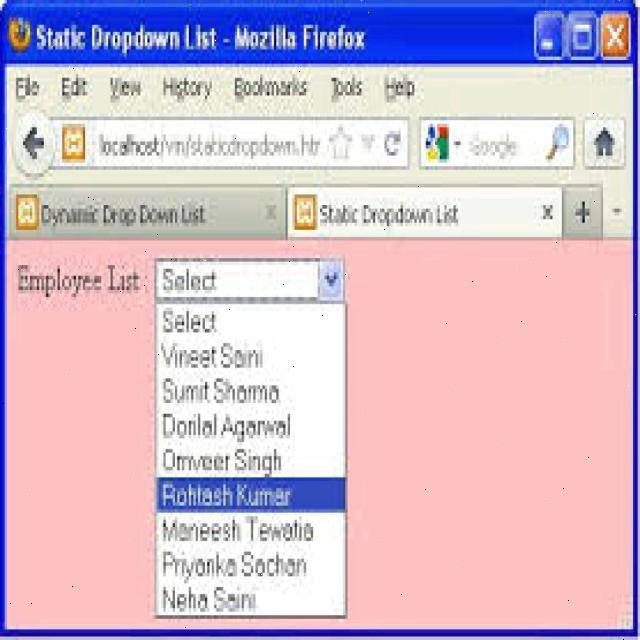 Static Dropdown List - Mozilla Firefox
File Edit View History Bookmarks Tools Help
localhost/vm/staticdropdown.htr Google
Dynamic Drop Down List x Static Dropdown List x +
Employee List Select
Select
Vineet Saini
Sumit Sharma
Dorilal Agarwal
Omveer Singh
Rohtash Kumar
Maneesh Tewatia
Priyanka Sachan
Neha Saini